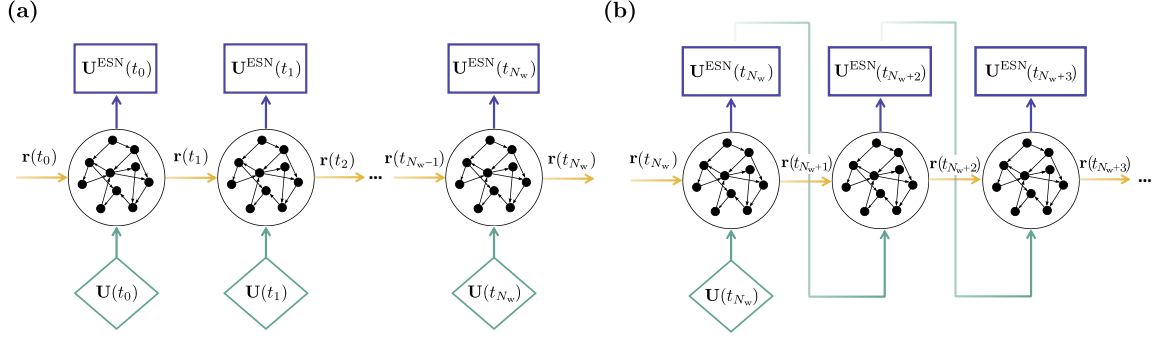 (a)
U^ESN(t_0)
U^ESN(t_1)
U^ESN(t_{N_w})
r(t_0)
r(t_1)
r(t_2)
...
r(t_{N_w-1})
r(t_{N_w})
U(t_0)
U(t_1)
U(t_{N_w})
(b)
U^ESN(t_{N_w})
U^ESN(t_{N_w+2})
U^ESN(t_{N_w+3})
r(t_{N_w})
r(t_{N_w+1})
r(t_{N_w+2})
r(t_{N_w+3})
...
U(t_{N_w})